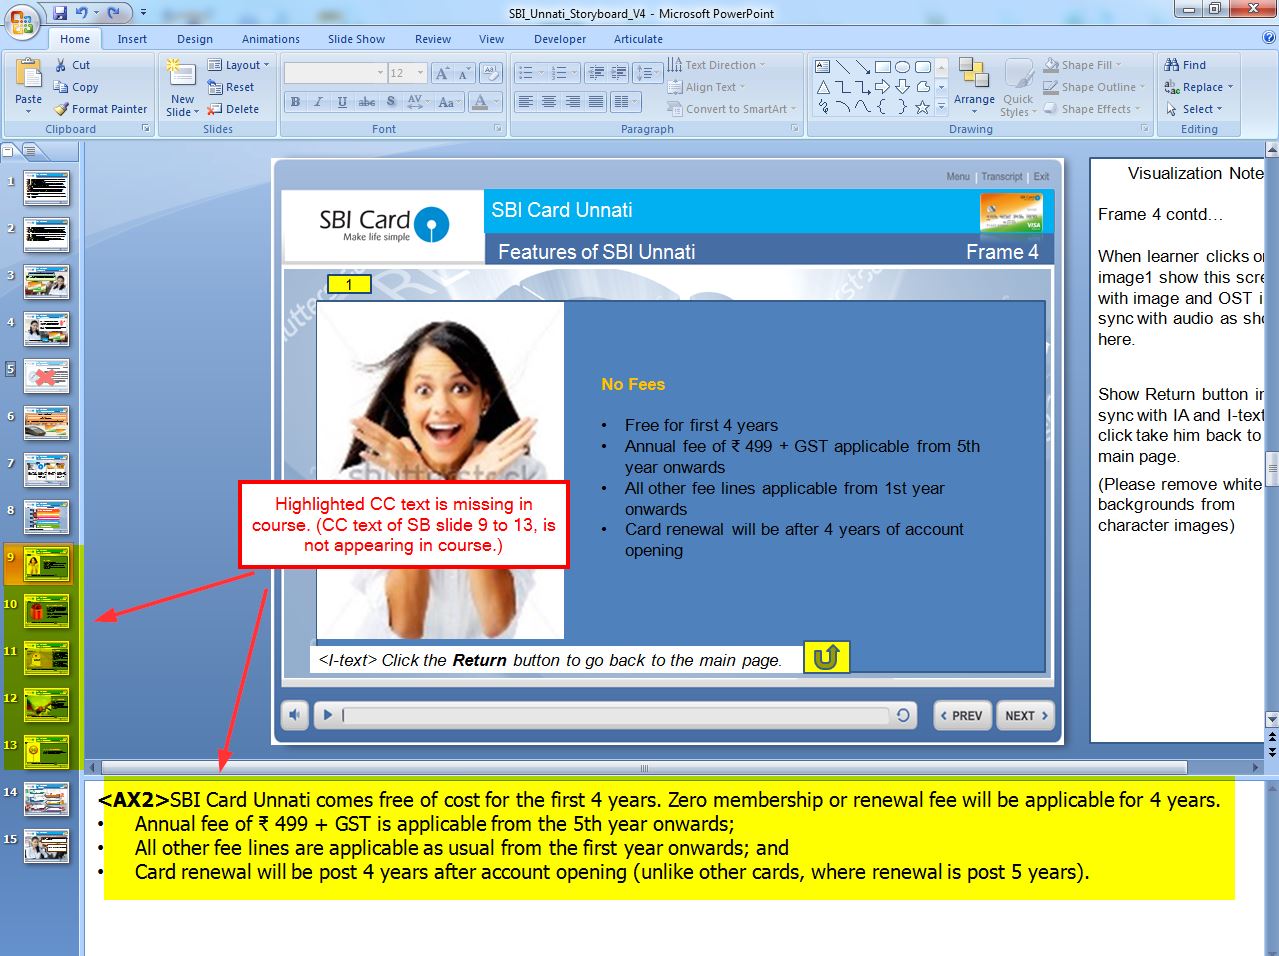 SBI_Unnati_Storyboard_V4 - Microsoft PowerPoint
Home Insert Design Animations Slide Show Review View Developer Articulate
Paste
Cut
Copy
Format Painter
Clipboard
New
Slide
Layout
Reset
Delete
Slides
12
A A
B I U abc S AV Aa A
Font
Text Direction
Align Text
Convert to SmartArt
Paragraph
Arrange
Quick
Styles
Shape Fill
Shape Outline
Shape Effects
Drawing
Find
Replace
Select
Editing
1
2
3
4
5
6
7
8
9
10
11
12
13
14
15
Menu | Transcript | Exit
SBI Card
Make life simple
SBI Card Unnati
VISA
Features of SBI Unnati Frame 4
1
shutterstock
No Fees
• Free for first 4 years
• Annual fee of ₹ 499 + GST applicable from 5th
year onwards
• All other fee lines applicable from 1st year
onwards
• Card renewal will be after 4 years of account
opening
Highlighted CC text is missing in
course. (CC text of SB slide 9 to 13, is
not appearing in course.)
<I-text> Click the Return button to go back to the main page.
PREV NEXT
Visualization Note
Frame 4 contd…
When learner clicks o
image1 show this scre
with image and OST i
sync with audio as sho
here.
Show Return button in
sync with IA and I-text
click take him back to
main page.
(Please remove white
backgrounds from
character images)
<AX2>SBI Card Unnati comes free of cost for the first 4 years. Zero membership or renewal fee will be applicable for 4 years.
• Annual fee of ₹ 499 + GST is applicable from the 5th year onwards;
• All other fee lines are applicable as usual from the first year onwards; and
• Card renewal will be post 4 years after account opening (unlike other cards, where renewal is post 5 years).